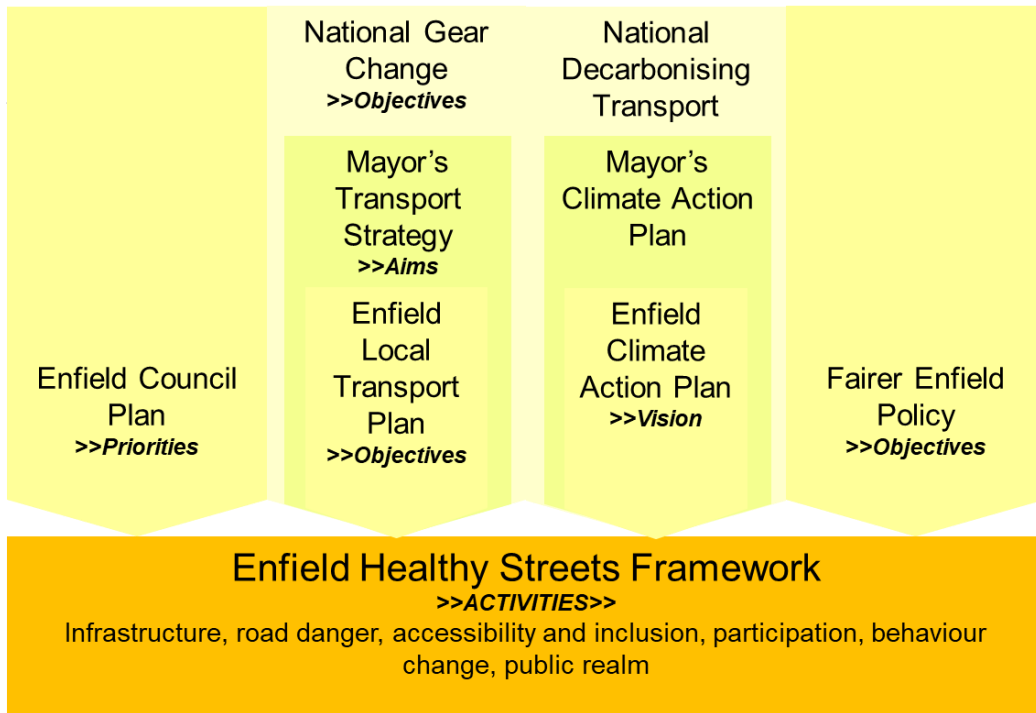 National Gear
Change
>>Objectives
National
Decarbonising
Transport
Mayor's
Transport
Strategy
>>Aims
Mayor's
Climate Action
Plan
Enfield Council
Plan
>>Priorities
Enfield
Local
Transport
Plan
>>Objectives
Enfield
Climate
Action Plan
>>Vision
Fairer Enfield
Policy
>>Objectives
Enfield Healthy Streets Framework
>>ACTIVITIES>>
Infrastructure, road danger, accessibility and inclusion, participation, behaviour
change, public realm